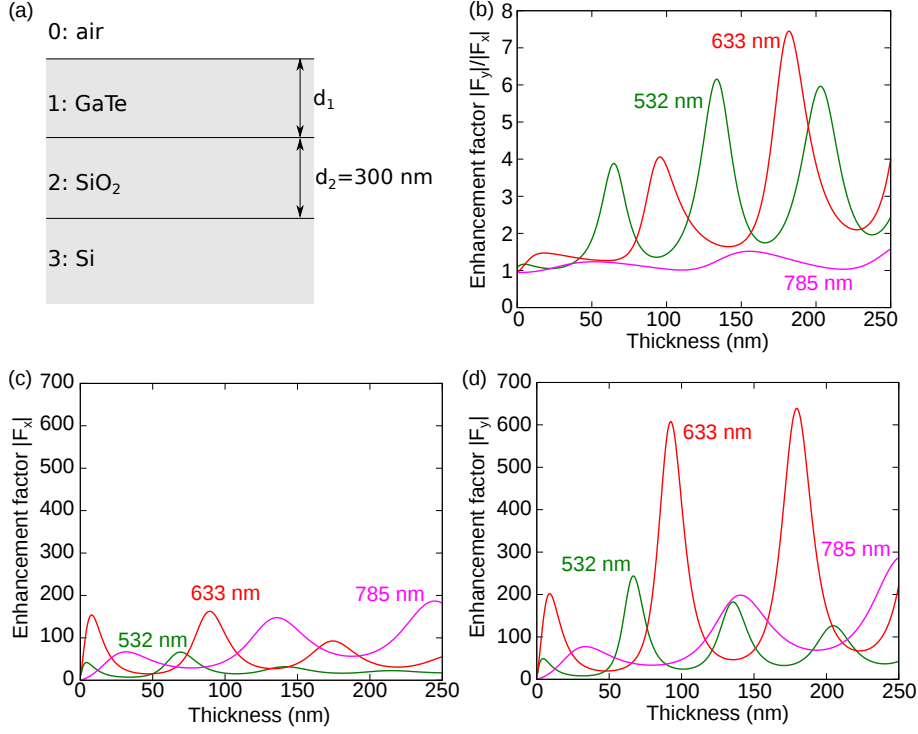 (a)
0: air
1: GaTe
d₁
2: SiO₂
d₂=300 nm
3: Si
(b)
Enhancement factor |Fᵧ|/|Fₓ|
8
7
6
5
4
3
2
1
0
633 nm
532 nm
785 nm
0 50 100 150 200 250
Thickness (nm)
(c)
Enhancement factor |Fₓ|
700
600
500
400
300
200
100
0
633 nm
785 nm
532 nm
0 50 100 150 200 250
Thickness (nm)
(d)
Enhancement factor |Fᵧ|
700
600
500
400
300
200
100
0
633 nm
532 nm
785 nm
0 50 100 150 200 250
Thickness (nm)